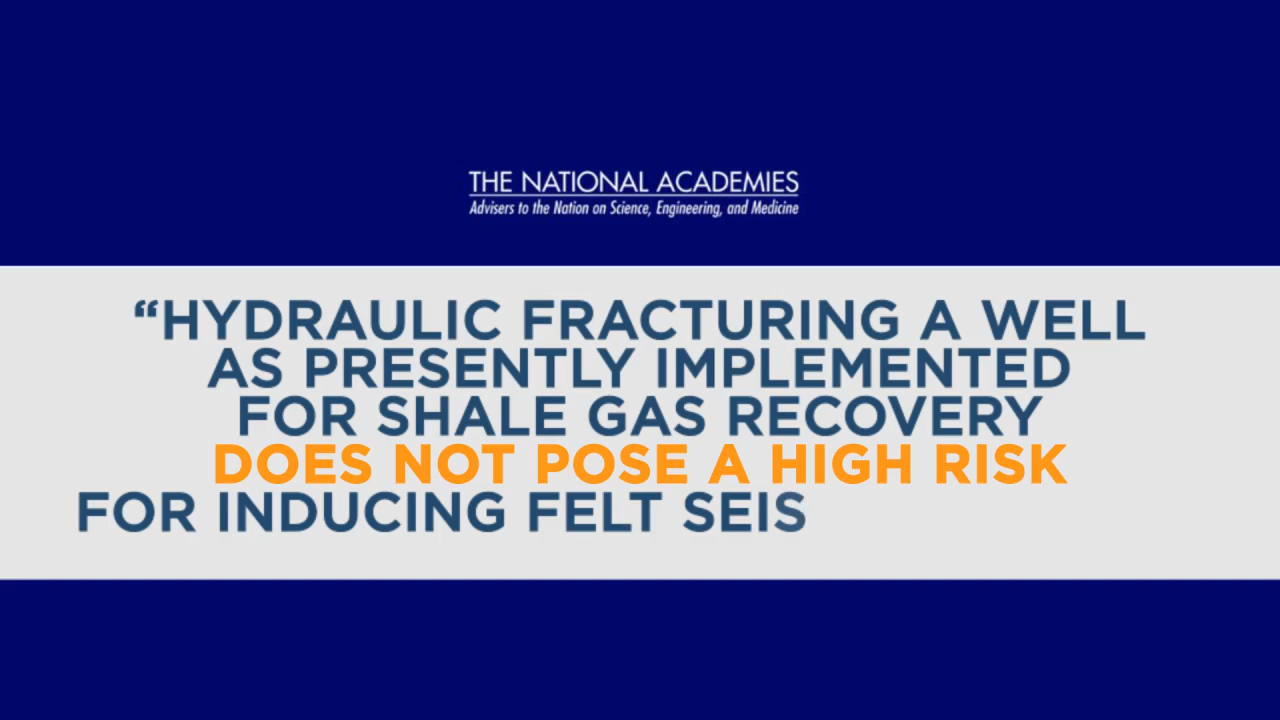 THE NATIONAL ACADEMIES
Advisers to the Nation on Science, Engineering, and Medicine
“HYDRAULIC FRACTURING A WELL
AS PRESENTLY IMPLEMENTED
FOR SHALE GAS RECOVERY
DOES NOT POSE A HIGH RISK
FOR INDUCING FELT SEIS